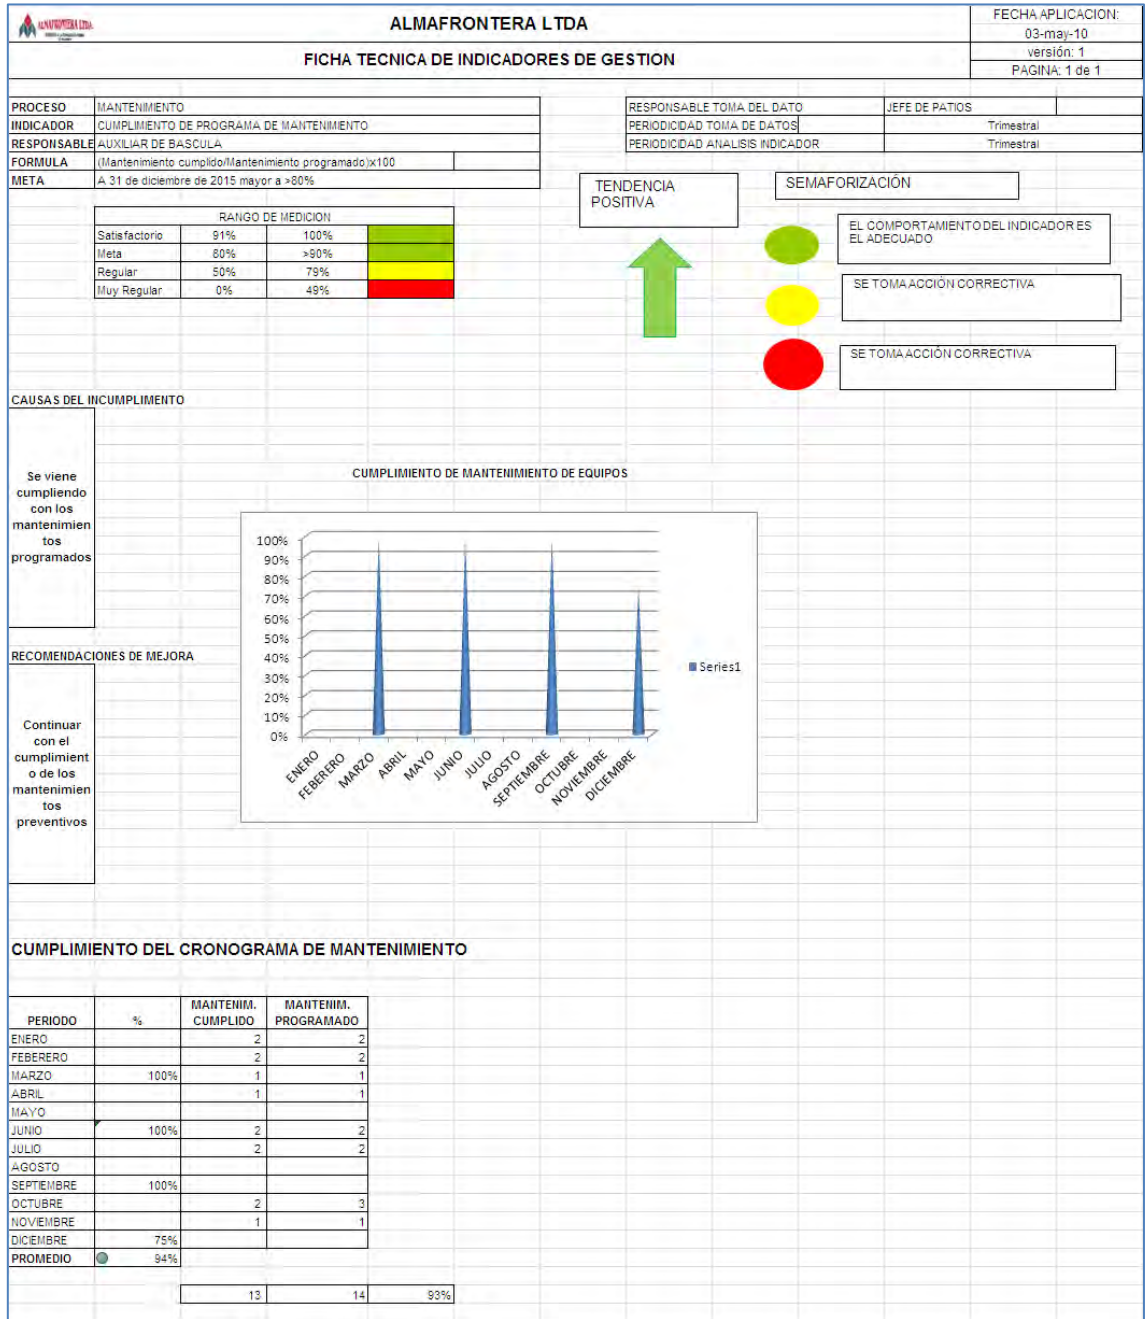 ALMAFRONTERA LTDA.
ALMAFRONTERA LTDA
FICHA TECNICA DE INDICADORES DE GESTION
FECHA APLICACION:
03-may-10
versión: 1
PAGINA: 1 de 1
PROCESO MANTENIMIENTO
INDICADOR CUMPLIMIENTO DE PROGRAMA DE MANTENIMIENTO
RESPONSABLE AUXILIAR DE BASCULA
FORMULA (Mantenimiento cumplido/Mantenimiento programado)x100
META A 31 de diciembre de 2015 mayor a >80%
RESPONSABLE TOMA DEL DATO JEFE DE PATIOS
PERIODICIDAD TOMA DE DATOS Trimestral
PERIODICIDAD ANALISIS INDICADOR Trimestral
RANGO DE MEDICION
Satisfactorio 91% 100%
Meta 80% >90%
Regular 50% 79%
Muy Regular 0% 49%
TENDENCIA
POSITIVA
SEMAFORIZACIÓN
EL COMPORTAMIENTO DEL INDICADOR ES
EL ADECUADO
SE TOMA ACCIÓN CORRECTIVA
SE TOMA ACCIÓN CORRECTIVA
CAUSAS DEL INCUMPLIMENTO
Se viene
cumpliendo
con los
mantenimien
tos
programados
RECOMENDACIONES DE MEJORA
Continuar
con el
cumplimient
o de los
mantenimien
tos
preventivos
CUMPLIMIENTO DE MANTENIMIENTO DE EQUIPOS
100%
90%
80%
70%
60%
50%
40%
30%
20%
10%
0%
ENERO
FEBERERO
MARZO
ABRIL
MAYO
JUNIO
JULIO
AGOSTO
SEPTIEMBRE
OCTUBRE
NOVIEMBRE
DICIEMBRE
Series1
CUMPLIMIENTO DEL CRONOGRAMA DE MANTENIMIENTO
PERIODO % MANTENIM. CUMPLIDO MANTENIM. PROGRAMADO
ENERO 2 2
FEBERERO 2 2
MARZO 100% 1 1
ABRIL 1 1
MAYO
JUNIO 100% 2 2
JULIO 2 2
AGOSTO
SEPTIEMBRE 100%
OCTUBRE 2 3
NOVIEMBRE 1 1
DICIEMBRE 75%
PROMEDIO 94%
13 14 93%